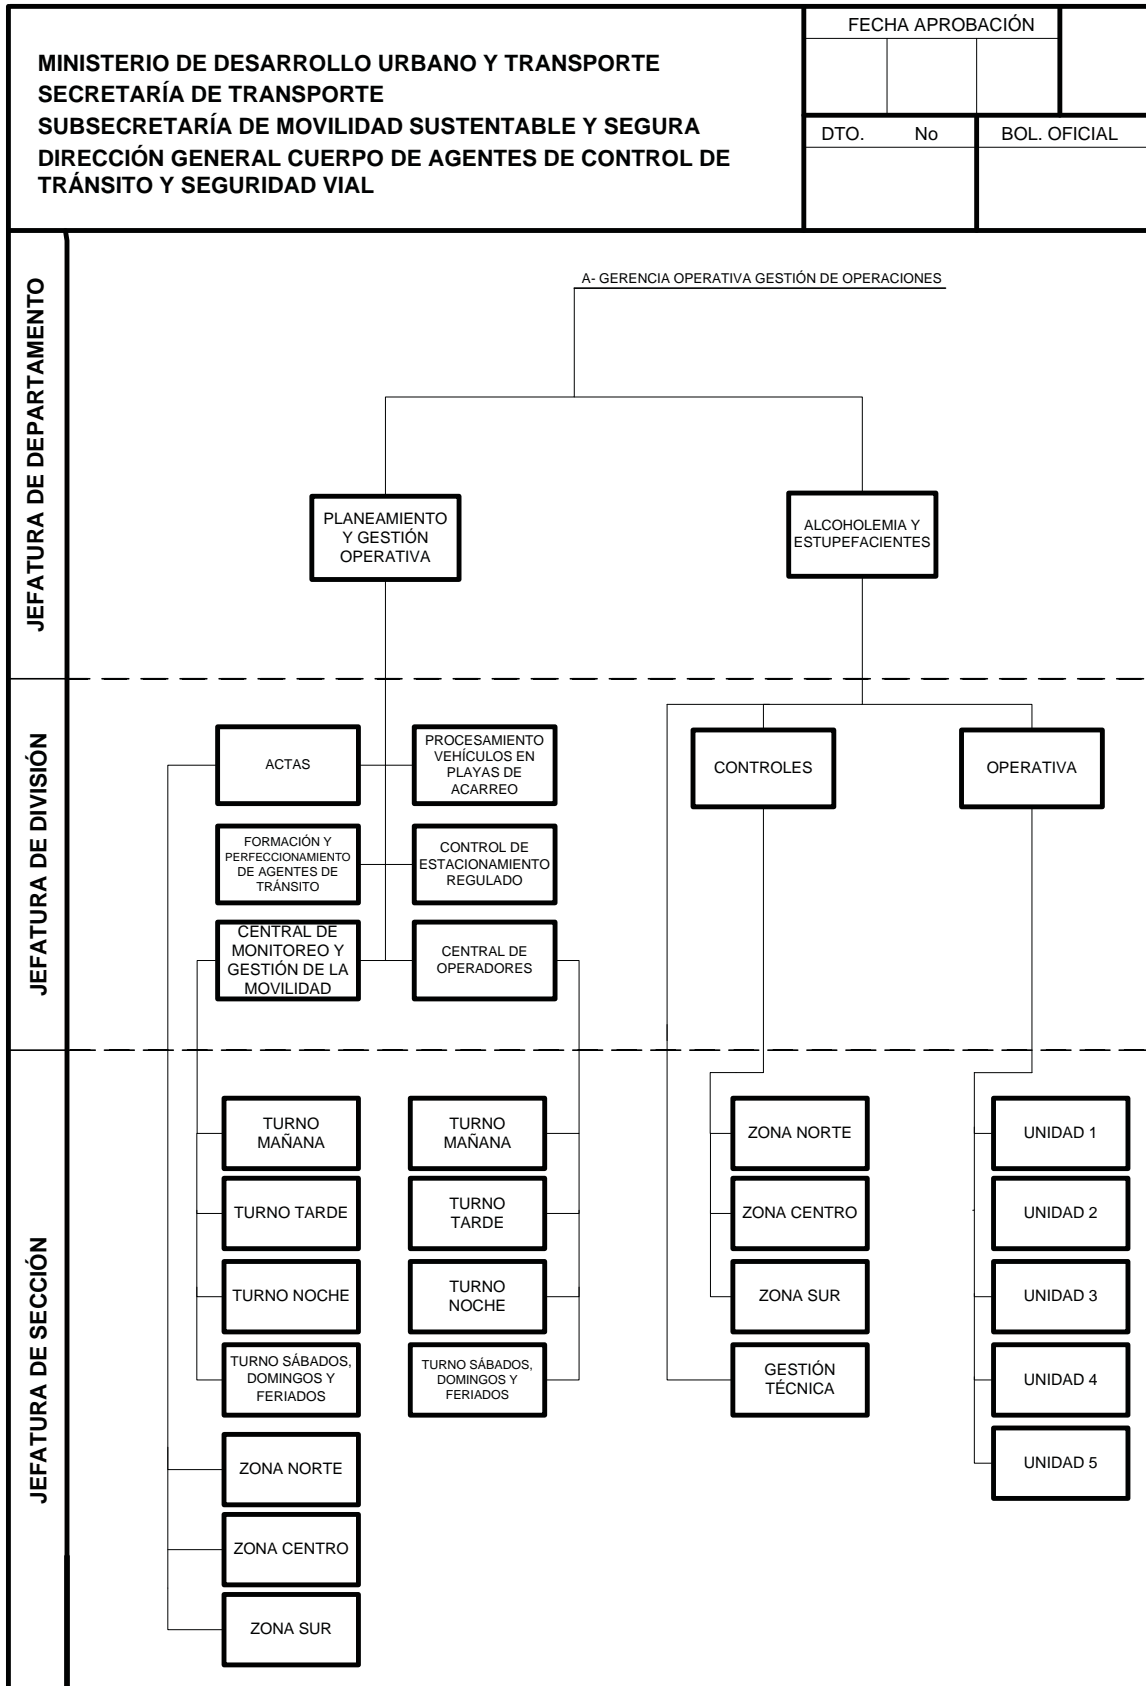 MINISTERIO DE DESARROLLO URBANO Y TRANSPORTE
SECRETARÍA DE TRANSPORTE
SUBSECRETARÍA DE MOVILIDAD SUSTENTABLE Y SEGURA
DIRECCIÓN GENERAL CUERPO DE AGENTES DE CONTROL DE
TRÁNSITO Y SEGURIDAD VIAL
FECHA APROBACIÓN
DTO. No
BOL. OFICIAL
JEFATURA DE DEPARTAMENTO
A- GERENCIA OPERATIVA GESTIÓN DE OPERACIONES
PLANEAMIENTO
Y GESTIÓN
OPERATIVA
ALCOHOLEMIA Y
ESTUPEFACIENTES
JEFATURA DE DIVISIÓN
ACTAS
PROCESAMIENTO
VEHÍCULOS EN
PLAYAS DE
ACARREO
CONTROLES
OPERATIVA
FORMACIÓN Y
PERFECCIONAMIENTO
DE AGENTES DE
TRÁNSITO
CONTROL DE
ESTACIONAMIENTO
REGULADO
CENTRAL DE
MONITOREO Y
GESTIÓN DE LA
MOVILIDAD
CENTRAL DE
OPERADORES
JEFATURA DE SECCIÓN
TURNO
MAÑANA
TURNO
MAÑANA
ZONA NORTE
UNIDAD 1
TURNO TARDE
TURNO
TARDE
ZONA CENTRO
UNIDAD 2
TURNO NOCHE
TURNO
NOCHE
ZONA SUR
UNIDAD 3
TURNO SÁBADOS,
DOMINGOS Y
FERIADOS
TURNO SÁBADOS,
DOMINGOS Y
FERIADOS
GESTIÓN
TÉCNICA
UNIDAD 4
ZONA NORTE
UNIDAD 5
ZONA CENTRO
ZONA SUR